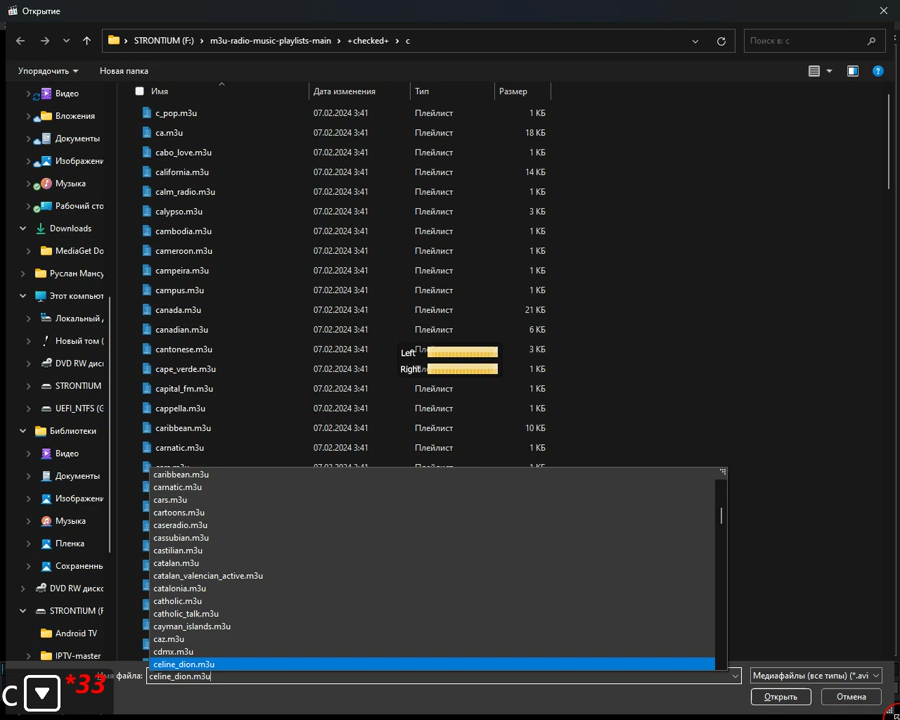 Открытие
STRONTIUM (F:) › m3u-radio-music-playlists-main › +checked+ › c
Поиск в: c
Упорядочить
Новая папка
Имя
Дата изменения
Тип
Размер
Видео
Вложения
Документы
Изображени
Музыка
Рабочий сто
Downloads
MediaGet Do
Руслан Мансу
Этот компьют
Локальный
Новый том (
DVD RW дис
STRONTIUM
UEFI_NTFS (G
Библиотеки
Видео
Документы
Изображени
Музыка
Пленка
Сохраненны
DVD RW диско
STRONTIUM (F
Android TV
IPTV-master
c_pop.m3u 07.02.2024 3:41 Плейлист 1 КБ
ca.m3u 07.02.2024 3:41 Плейлист 18 КБ
cabo_love.m3u 07.02.2024 3:41 Плейлист 1 КБ
california.m3u 07.02.2024 3:41 Плейлист 14 КБ
calm_radio.m3u 07.02.2024 3:41 Плейлист 1 КБ
calypso.m3u 07.02.2024 3:41 Плейлист 3 КБ
cambodia.m3u 07.02.2024 3:41 Плейлист 1 КБ
cameroon.m3u 07.02.2024 3:41 Плейлист 1 КБ
campeira.m3u 07.02.2024 3:41 Плейлист 1 КБ
campus.m3u 07.02.2024 3:41 Плейлист 1 КБ
canada.m3u 07.02.2024 3:41 Плейлист 21 КБ
canadian.m3u 07.02.2024 3:41 Плейлист 6 КБ
cantonese.m3u 07.02.2024 3:41 3 КБ
cape_verde.m3u 07.02.2024 3:41 1 КБ
capital_fm.m3u 07.02.2024 3:41 Плейлист 1 КБ
cappella.m3u 07.02.2024 3:41 Плейлист 1 КБ
caribbean.m3u 07.02.2024 3:41 Плейлист 10 КБ
carnatic.m3u 07.02.2024 3:41 Плейлист 1 КБ
cars.m3u 07.02.2024 3:41 Плейлист 1 КБ
Left
Right
caribbean.m3u
carnatic.m3u
cars.m3u
cartoons.m3u
caseradio.m3u
cassubian.m3u
castilian.m3u
catalan.m3u
catalan_valencian_active.m3u
catalonia.m3u
catholic.m3u
catholic_talk.m3u
cayman_islands.m3u
caz.m3u
cdmx.m3u
celine_dion.m3u
Имя файла: celine_dion.m3u
Медиафайлы (все типы) (*.avi
Открыть
Отмена
C
*33